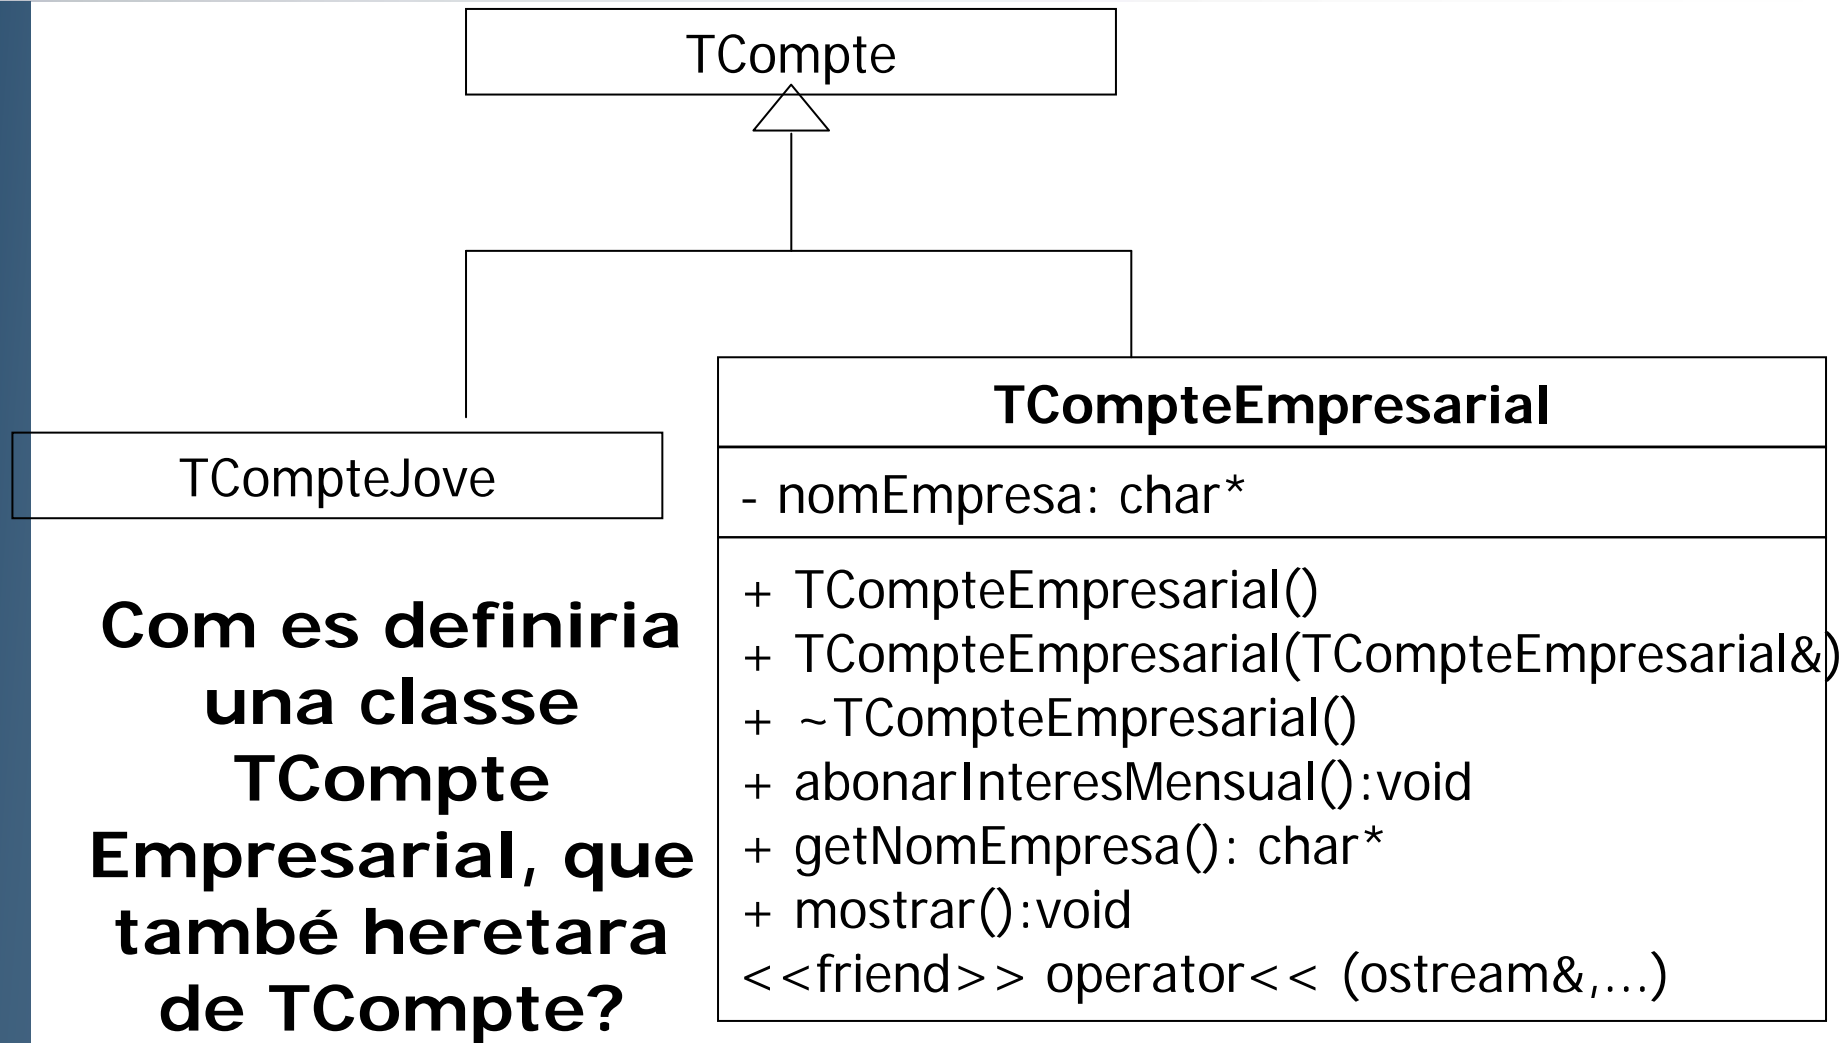 TCompte
TCompteJove
Com es definiria
una classe
TCompte
Empresarial, que
també heretara
de TCompte?
TCompteEmpresarial
- nomEmpresa: char*
+ TCompteEmpresarial()
+ TCompteEmpresarial(TCompteEmpresarial&)
+ ~TCompteEmpresarial()
+ abonarInteresMensual():void
+ getNomEmpresa(): char*
+ mostrar():void
<<friend>> operator<< (ostream&,...)